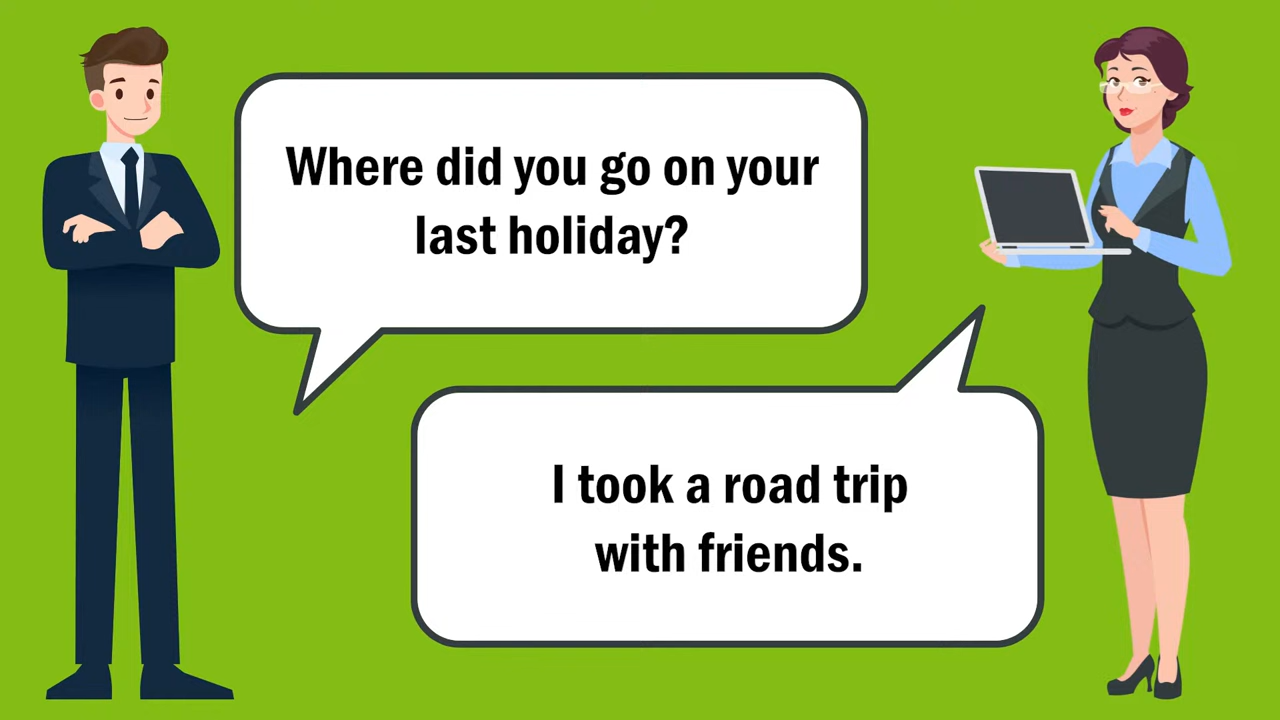 Where did you go on your
last holiday?
I took a road trip
with friends.